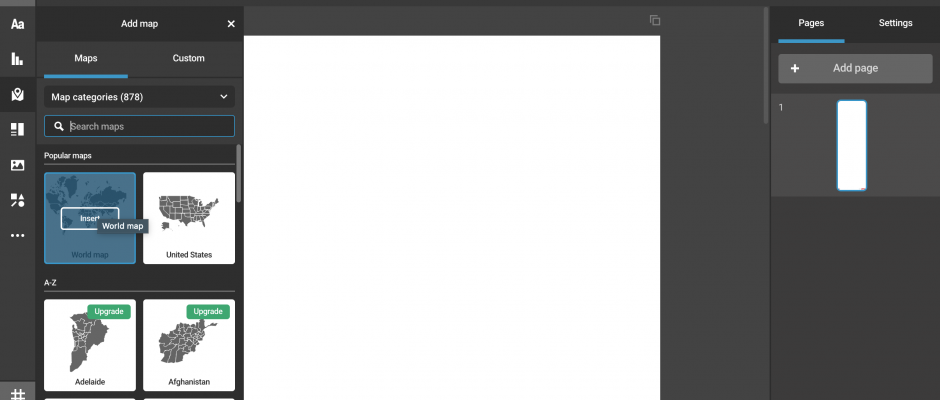 Aa
Add map
Maps
Custom
Map categories (878)
Search maps
Popular maps
Insert
World map
World map
United States
A-Z
Upgrade
Upgrade
Adelaide
Afghanistan
Pages
Settings
+ Add page
1